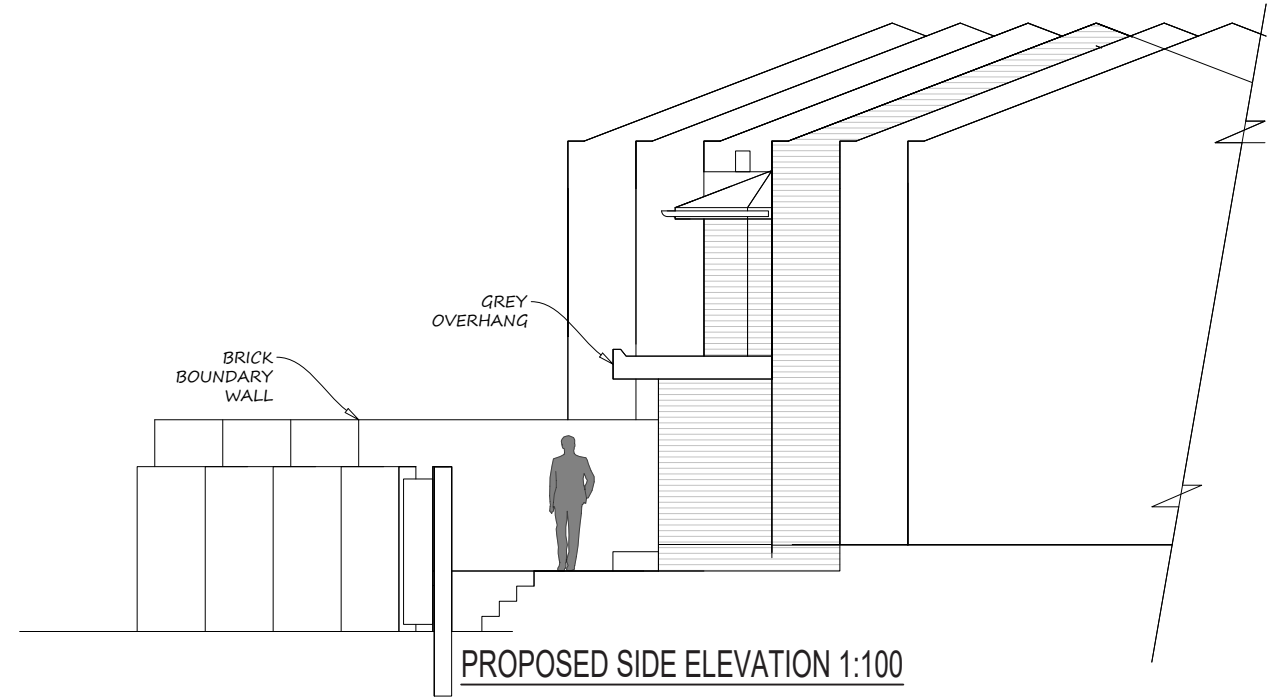 GREY
OVERHANG
BRICK
BOUNDARY
WALL
PROPOSED SIDE ELEVATION 1:100